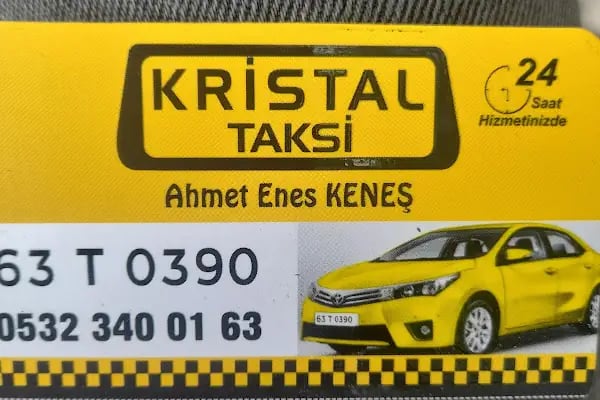 KRİSTAL
TAKSİ
24
Saat
Hizmetinizde
Ahmet Enes KENEŞ
63 T 0390
0532 340 01 63
63 T 0390